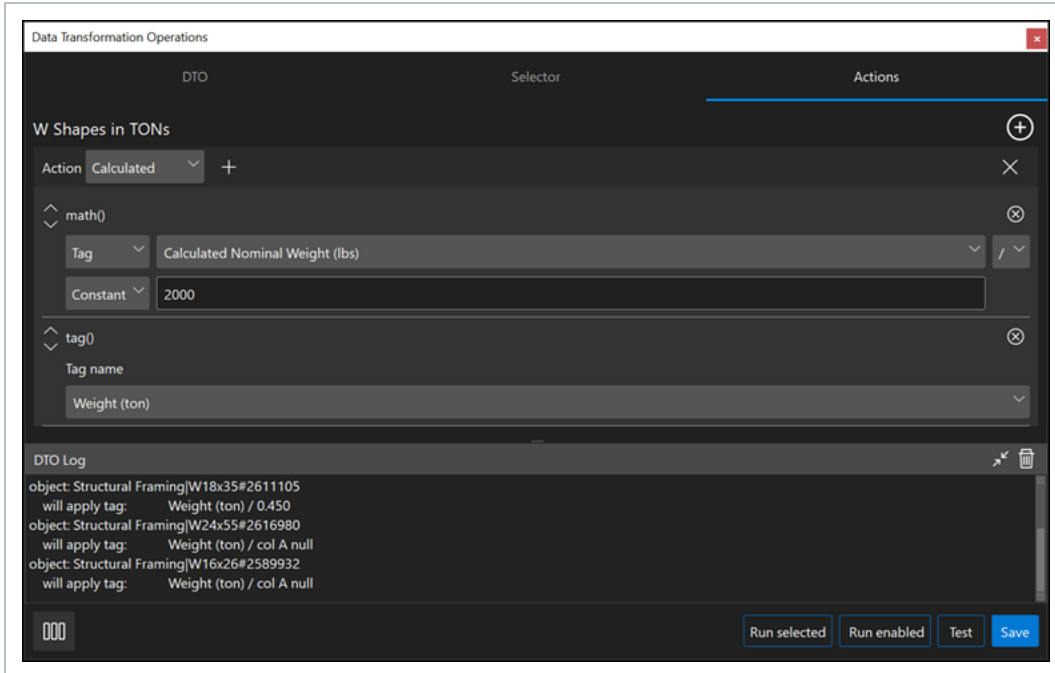 Data Transformation Operations
DTO Selector Actions
W Shapes in TONs
Action Calculated
math()
Tag Calculated Nominal Weight (lbs) /
Constant 2000
tag()
Tag name
Weight (ton)
DTO Log
object: Structural Framing|W18x35#2611105
will apply tag: Weight (ton) / 0.450
object: Structural Framing|W24x55#2616980
will apply tag: Weight (ton) / col A null
object: Structural Framing|W16x26#2589932
will apply tag: Weight (ton) / col A null
Run selected Run enabled Test Save